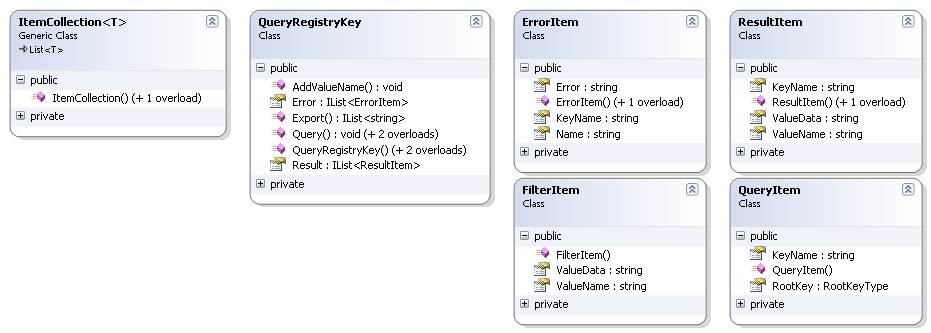 ItemCollection<T>
Generic Class
List<T>
public
ItemCollection() (+ 1 overload)
private
QueryRegistryKey
Class
public
AddValueName() : void
Error : IList<ErrorItem>
Export() : IList<string>
Query() : void (+ 2 overloads)
QueryRegistryKey() (+ 2 overloads)
Result : IList<ResultItem>
private
ErrorItem
Class
public
Error : string
ErrorItem() (+ 1 overload)
KeyName : string
Name : string
private
ResultItem
Class
public
KeyName : string
ResultItem() (+ 1 overload)
ValueData : string
ValueName : string
private
FilterItem
Class
public
FilterItem()
ValueData : string
ValueName : string
private
QueryItem
Class
public
KeyName : string
QueryItem()
RootKey : RootKeyType
private